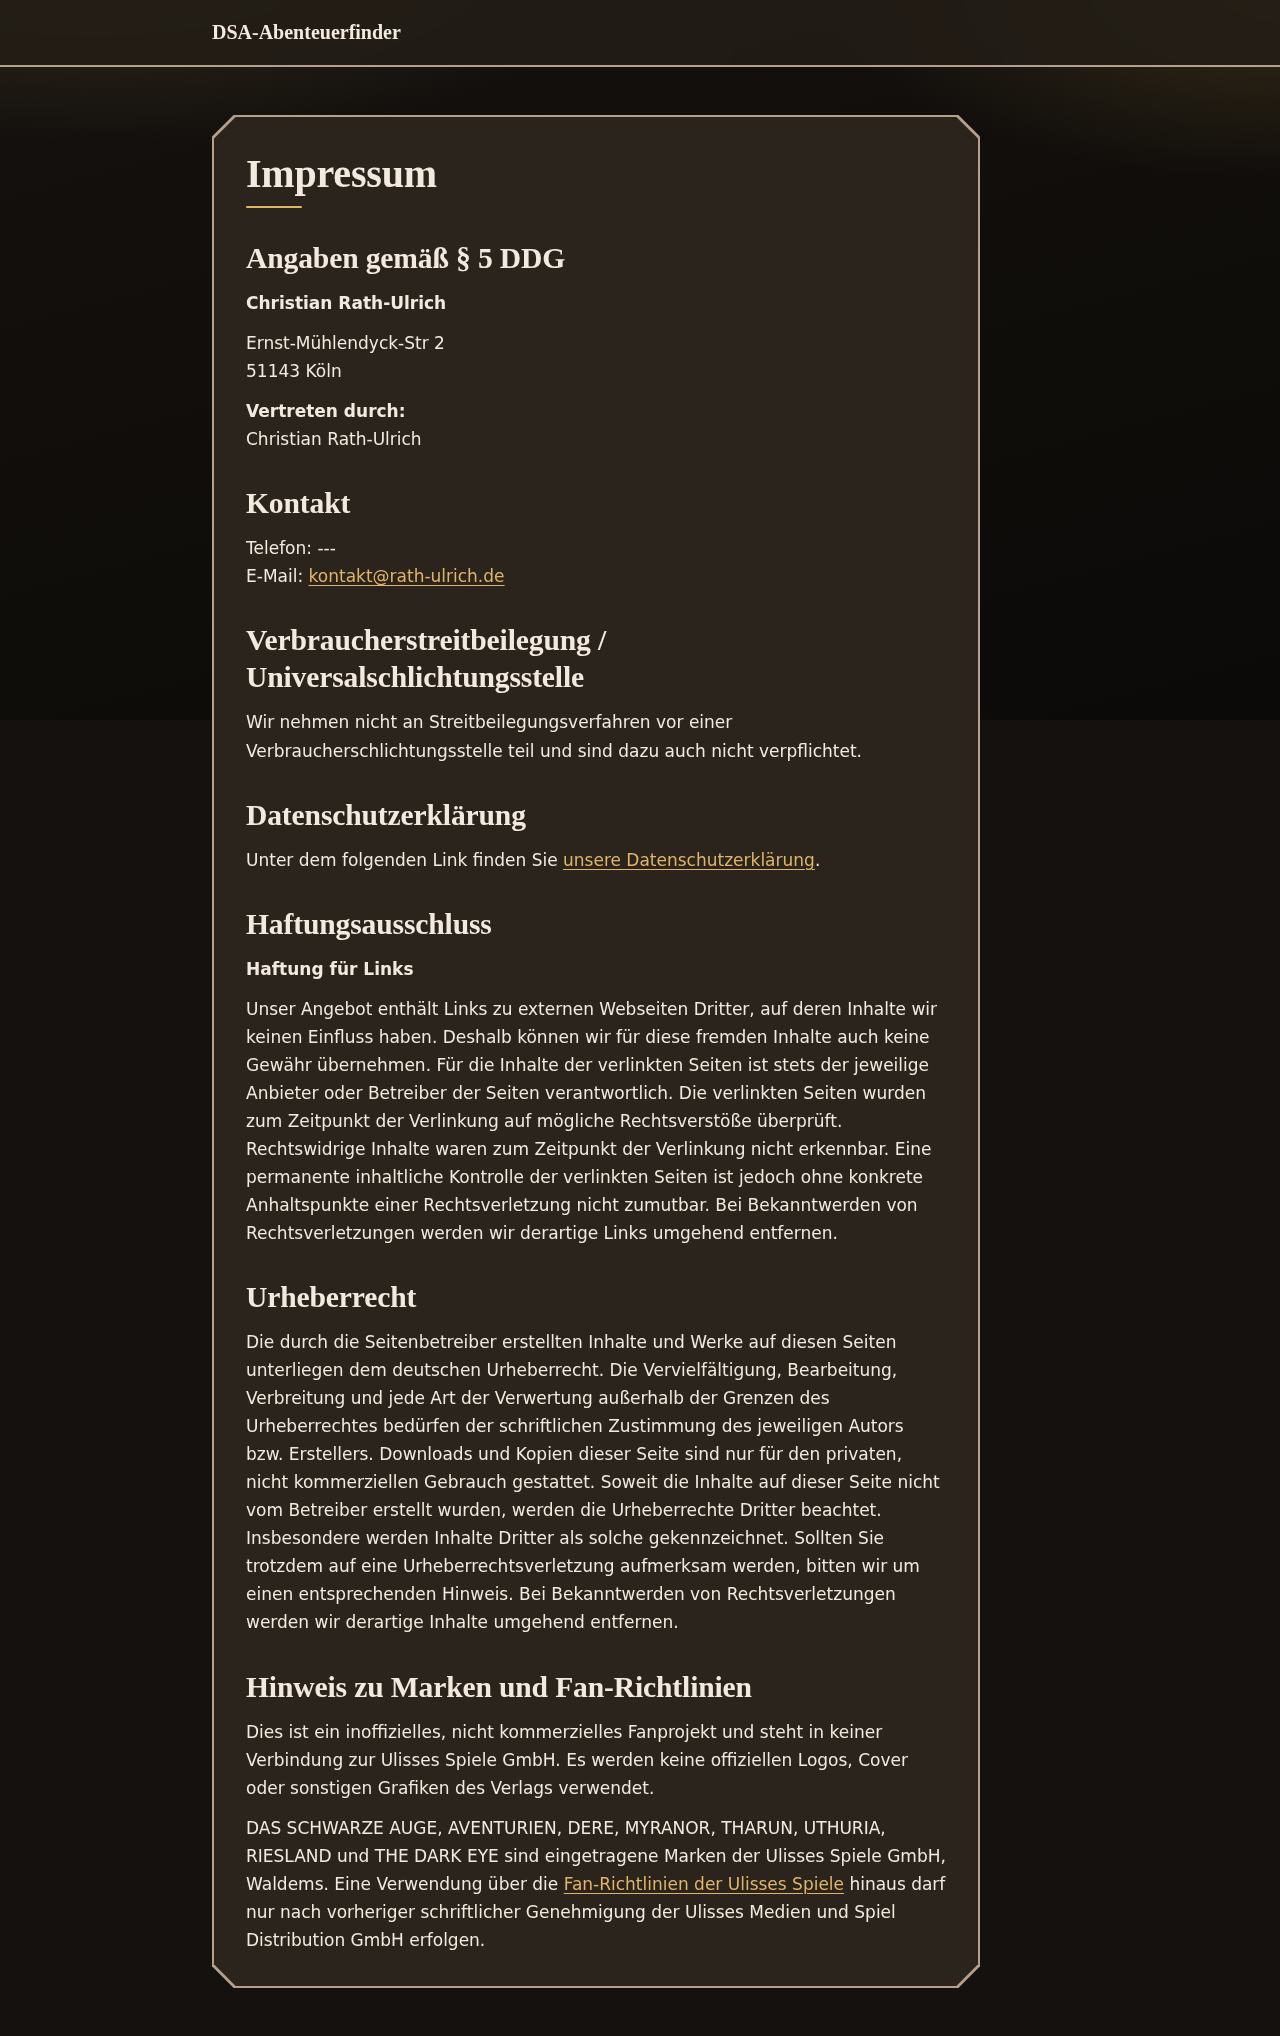 DSA-Abenteuerfinder
Impressum
Angaben gemäß § 5 DDG
Christian Rath-Ulrich
Ernst-Mühlendyck-Str 2
51143 Köln
Vertreten durch:
Christian Rath-Ulrich
Kontakt
Telefon: ---
E-Mail: kontakt@rath-ulrich.de
Verbraucherstreitbeilegung /
Universalschlichtungsstelle
Wir nehmen nicht an Streitbeilegungsverfahren vor einer
Verbraucherschlichtungsstelle teil und sind dazu auch nicht verpflichtet.
Datenschutzerklärung
Unter dem folgenden Link finden Sie unsere Datenschutzerklärung.
Haftungsausschluss
Haftung für Links
Unser Angebot enthält Links zu externen Webseiten Dritter, auf deren Inhalte wir
keinen Einfluss haben. Deshalb können wir für diese fremden Inhalte auch keine
Gewähr übernehmen. Für die Inhalte der verlinkten Seiten ist stets der jeweilige
Anbieter oder Betreiber der Seiten verantwortlich. Die verlinkten Seiten wurden
zum Zeitpunkt der Verlinkung auf mögliche Rechtsverstöße überprüft.
Rechtswidrige Inhalte waren zum Zeitpunkt der Verlinkung nicht erkennbar. Eine
permanente inhaltliche Kontrolle der verlinkten Seiten ist jedoch ohne konkrete
Anhaltspunkte einer Rechtsverletzung nicht zumutbar. Bei Bekanntwerden von
Rechtsverletzungen werden wir derartige Links umgehend entfernen.
Urheberrecht
Die durch die Seitenbetreiber erstellten Inhalte und Werke auf diesen Seiten
unterliegen dem deutschen Urheberrecht. Die Vervielfältigung, Bearbeitung,
Verbreitung und jede Art der Verwertung außerhalb der Grenzen des
Urheberrechtes bedürfen der schriftlichen Zustimmung des jeweiligen Autors
bzw. Erstellers. Downloads und Kopien dieser Seite sind nur für den privaten,
nicht kommerziellen Gebrauch gestattet. Soweit die Inhalte auf dieser Seite nicht
vom Betreiber erstellt wurden, werden die Urheberrechte Dritter beachtet.
Insbesondere werden Inhalte Dritter als solche gekennzeichnet. Sollten Sie
trotzdem auf eine Urheberrechtsverletzung aufmerksam werden, bitten wir um
einen entsprechenden Hinweis. Bei Bekanntwerden von Rechtsverletzungen
werden wir derartige Inhalte umgehend entfernen.
Hinweis zu Marken und Fan-Richtlinien
Dies ist ein inoffizielles, nicht kommerzielles Fanprojekt und steht in keiner
Verbindung zur Ulisses Spiele GmbH. Es werden keine offiziellen Logos, Cover
oder sonstigen Grafiken des Verlags verwendet.
DAS SCHWARZE AUGE, AVENTURIEN, DERE, MYRANOR, THARUN, UTHURIA,
RIESLAND und THE DARK EYE sind eingetragene Marken der Ulisses Spiele GmbH,
Waldems. Eine Verwendung über die Fan-Richtlinien der Ulisses Spiele hinaus darf
nur nach vorheriger schriftlicher Genehmigung der Ulisses Medien und Spiel
Distribution GmbH erfolgen.